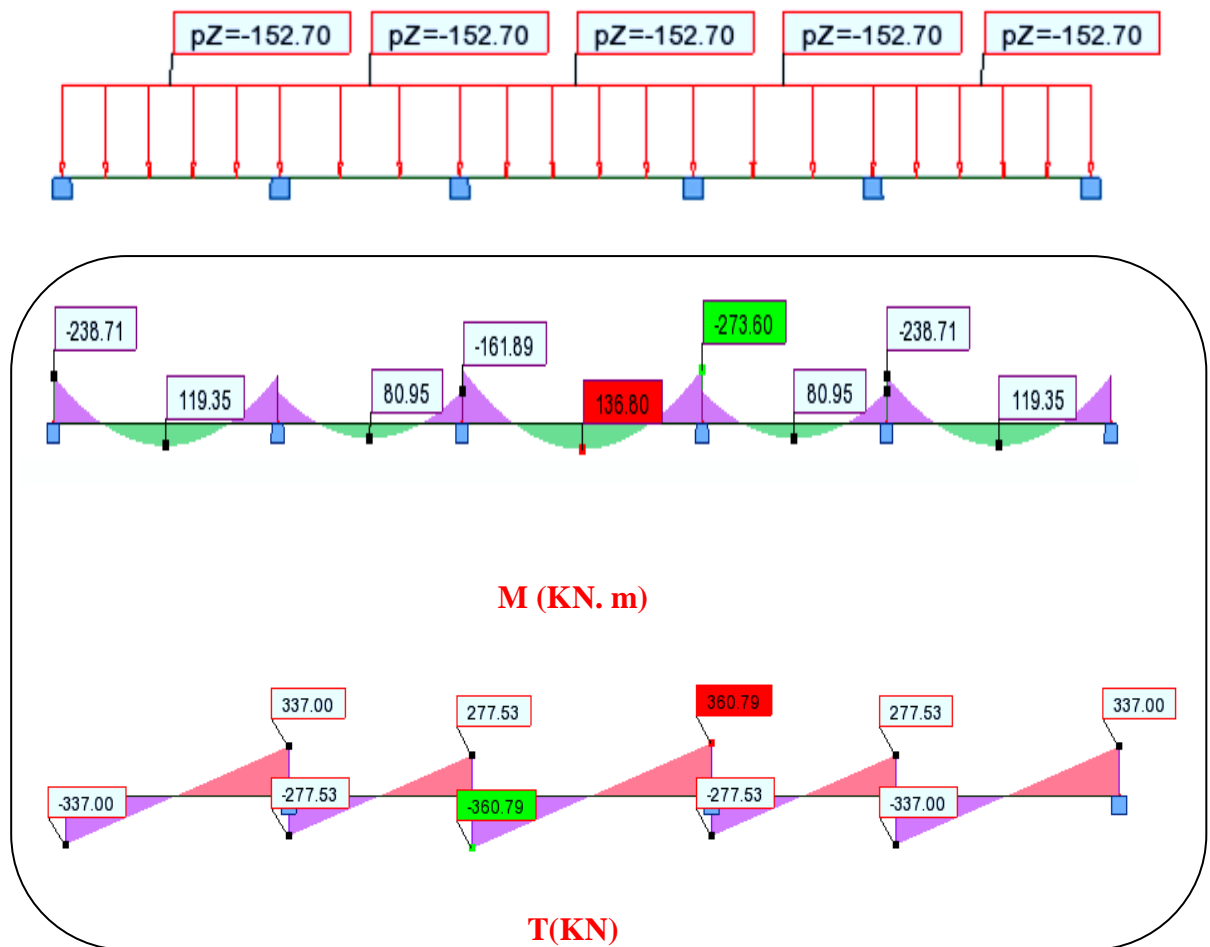 pZ=-152.70 pZ=-152.70 pZ=-152.70 pZ=-152.70 pZ=-152.70
-238.71 -161.89 -273.60 -238.71
119.35 80.95 136.80 80.95 119.35
M (KN. m)
337.00 277.53 360.79 277.53 337.00
-337.00 -277.53 -360.79 -277.53 -337.00
T(KN)